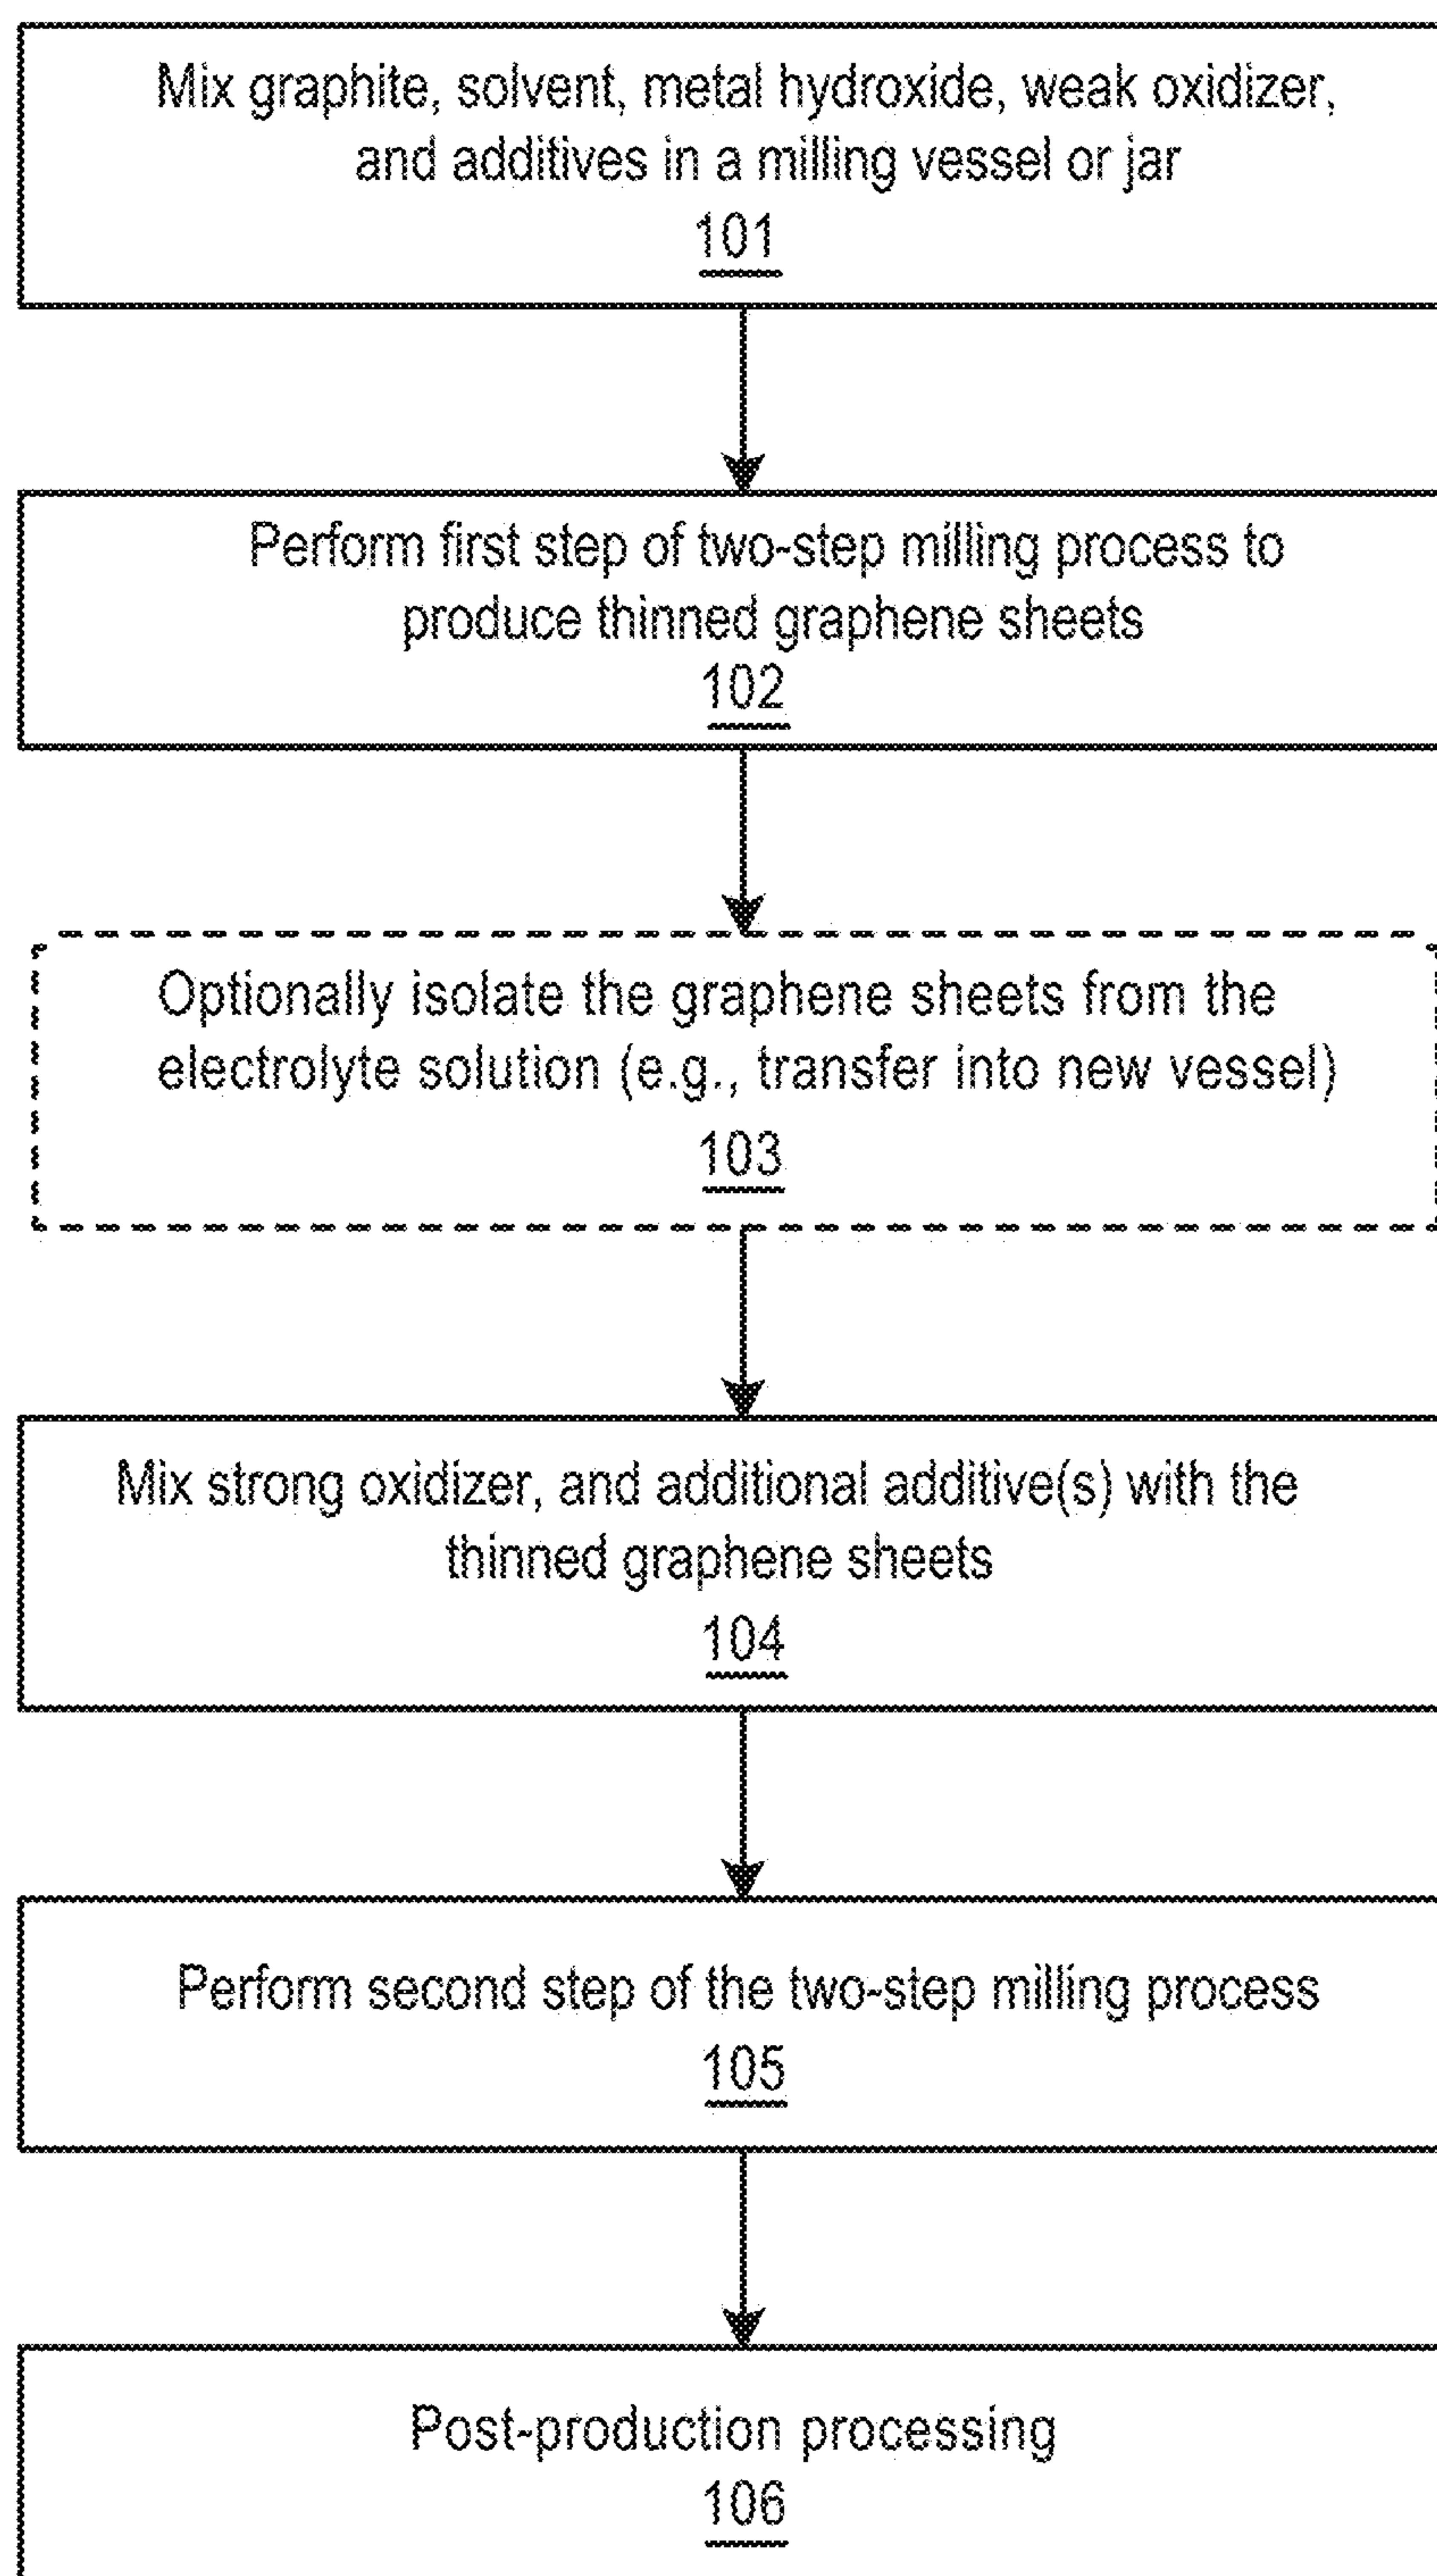 Mix graphite, solvent, metal hydroxide, weak oxidizer,
and additives in a milling vessel or jar
101
Perform first step of two-step milling process to
produce thinned graphene sheets
102
Optionally isolate the graphene sheets from the
electrolyte solution (e.g., transfer into new vessel)
103
Mix strong oxidizer, and additional additive(s) with the
thinned graphene sheets
104
Perform second step of the two-step milling process
105
Post-production processing
106